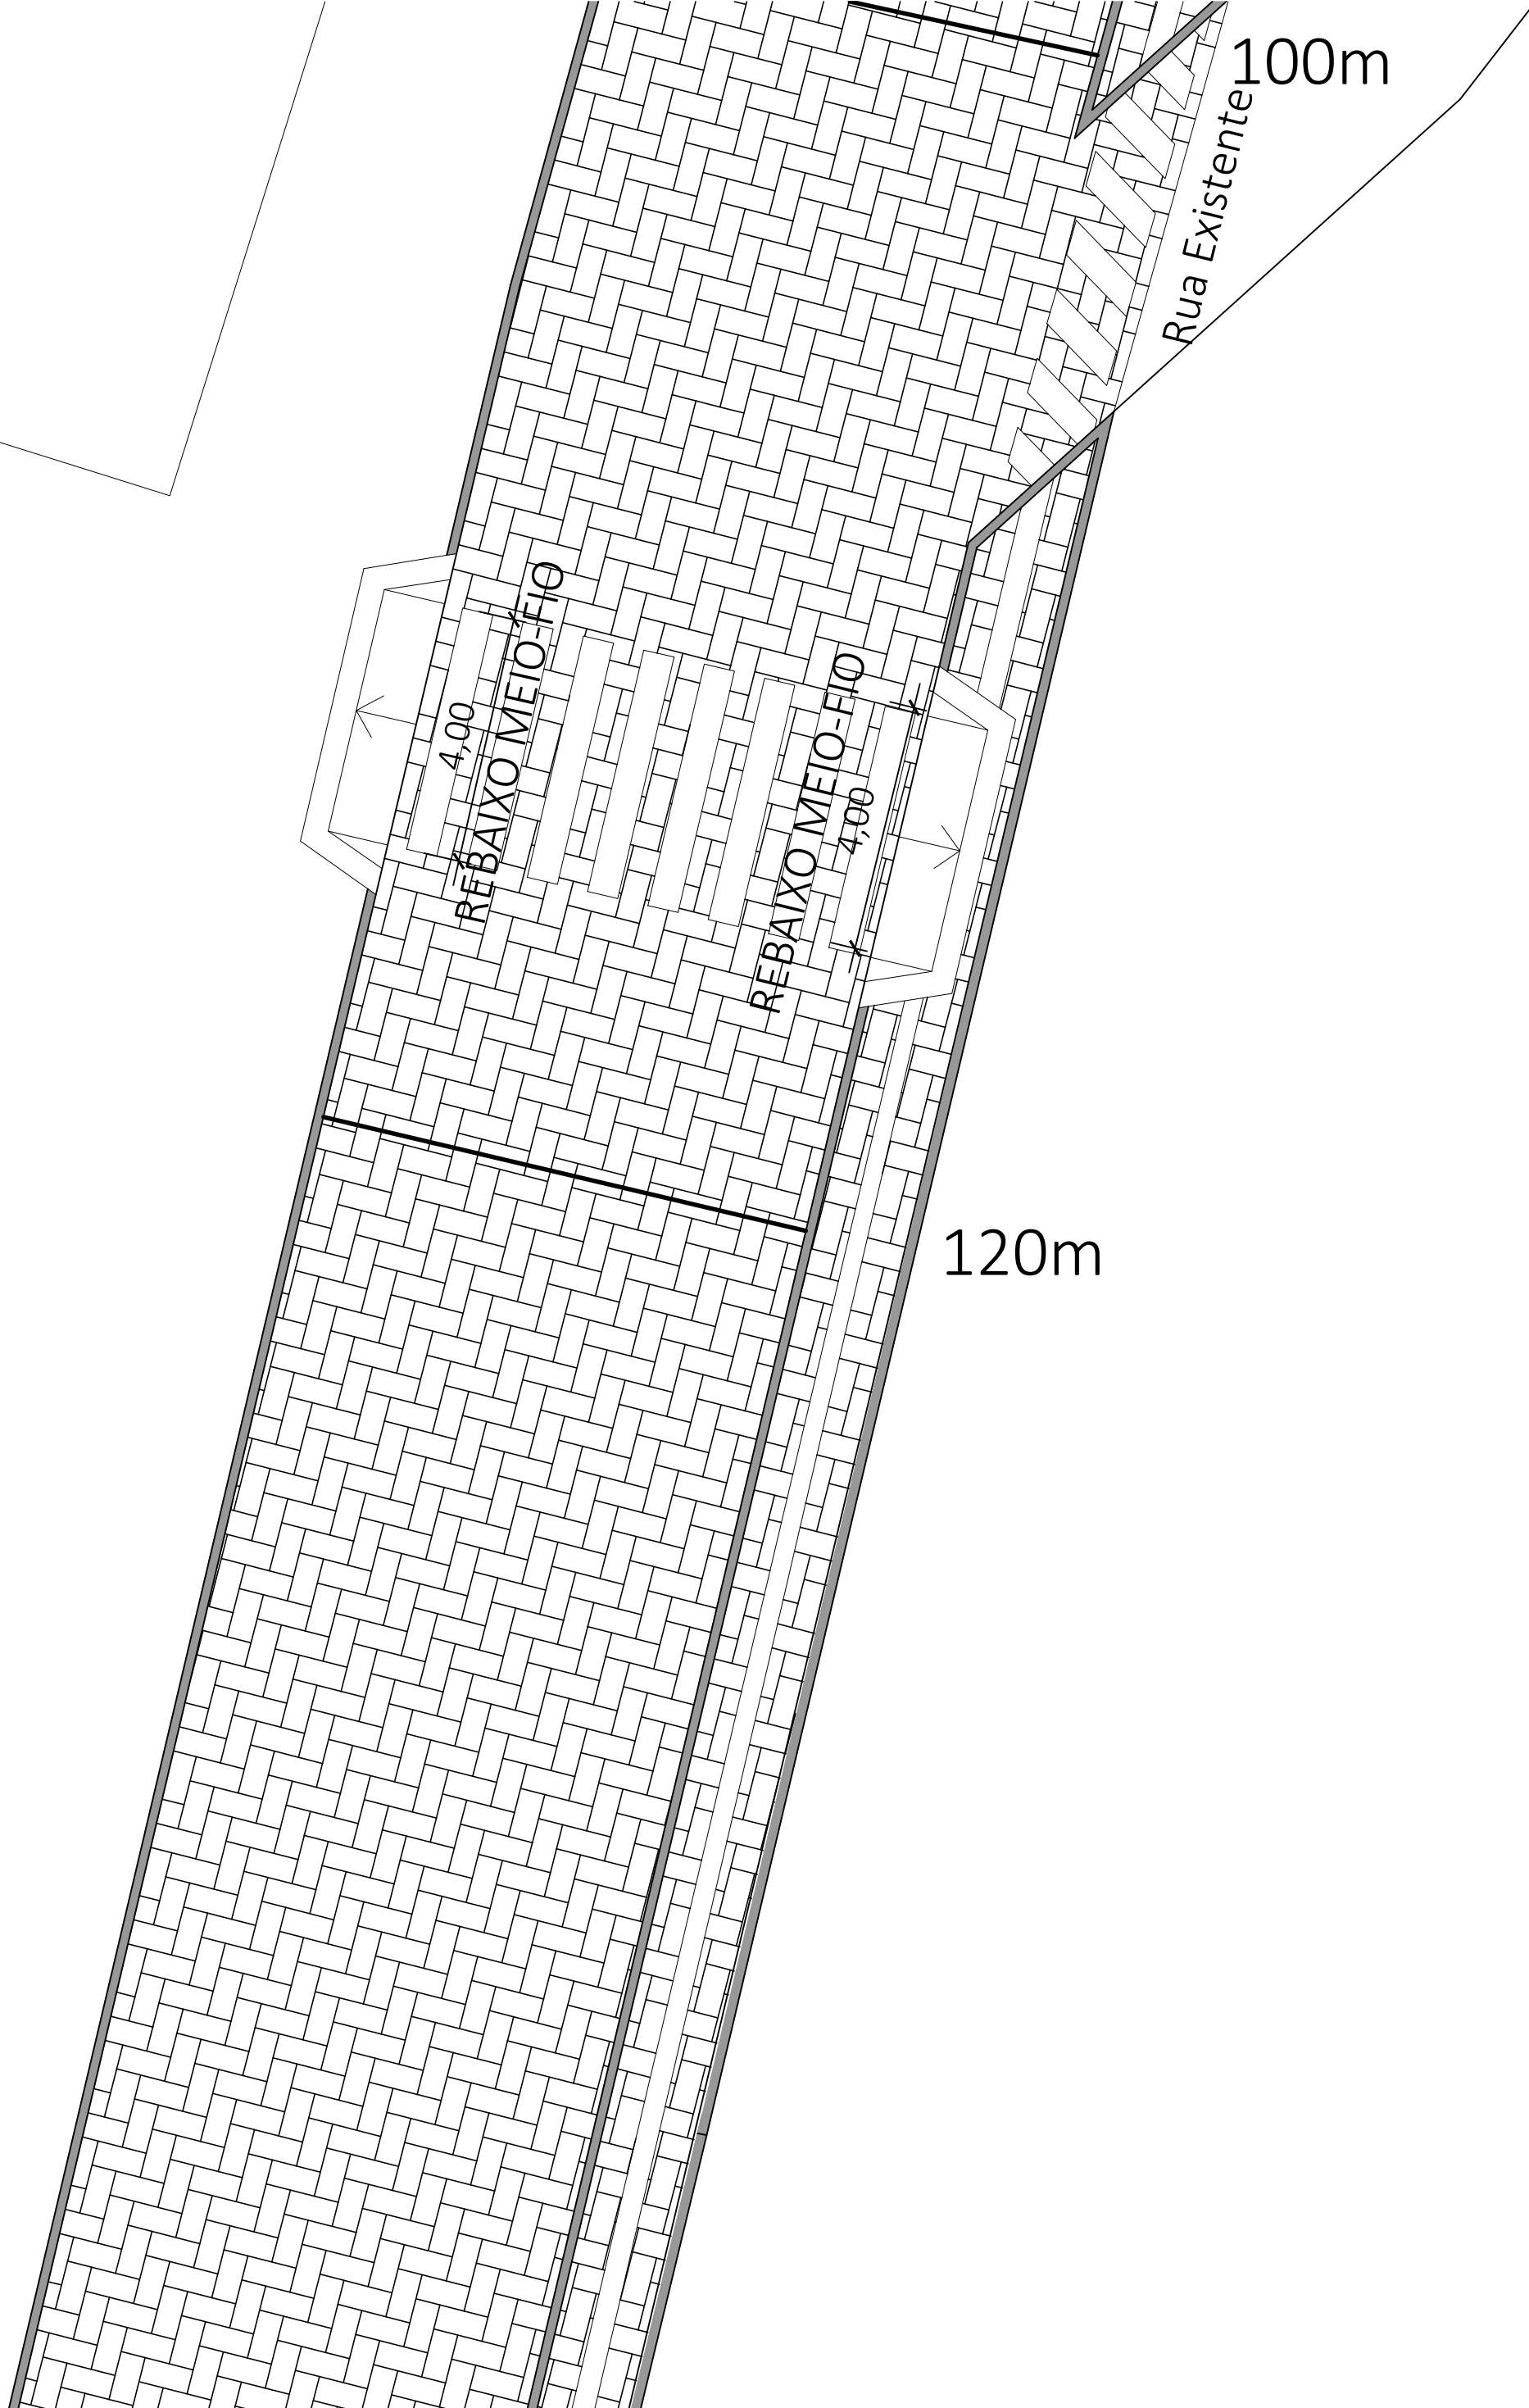 100m
Rua Existente
REBAIXO MEIO-FIO
4,00
REBAIXO MEIO-FIO
4,00
120m